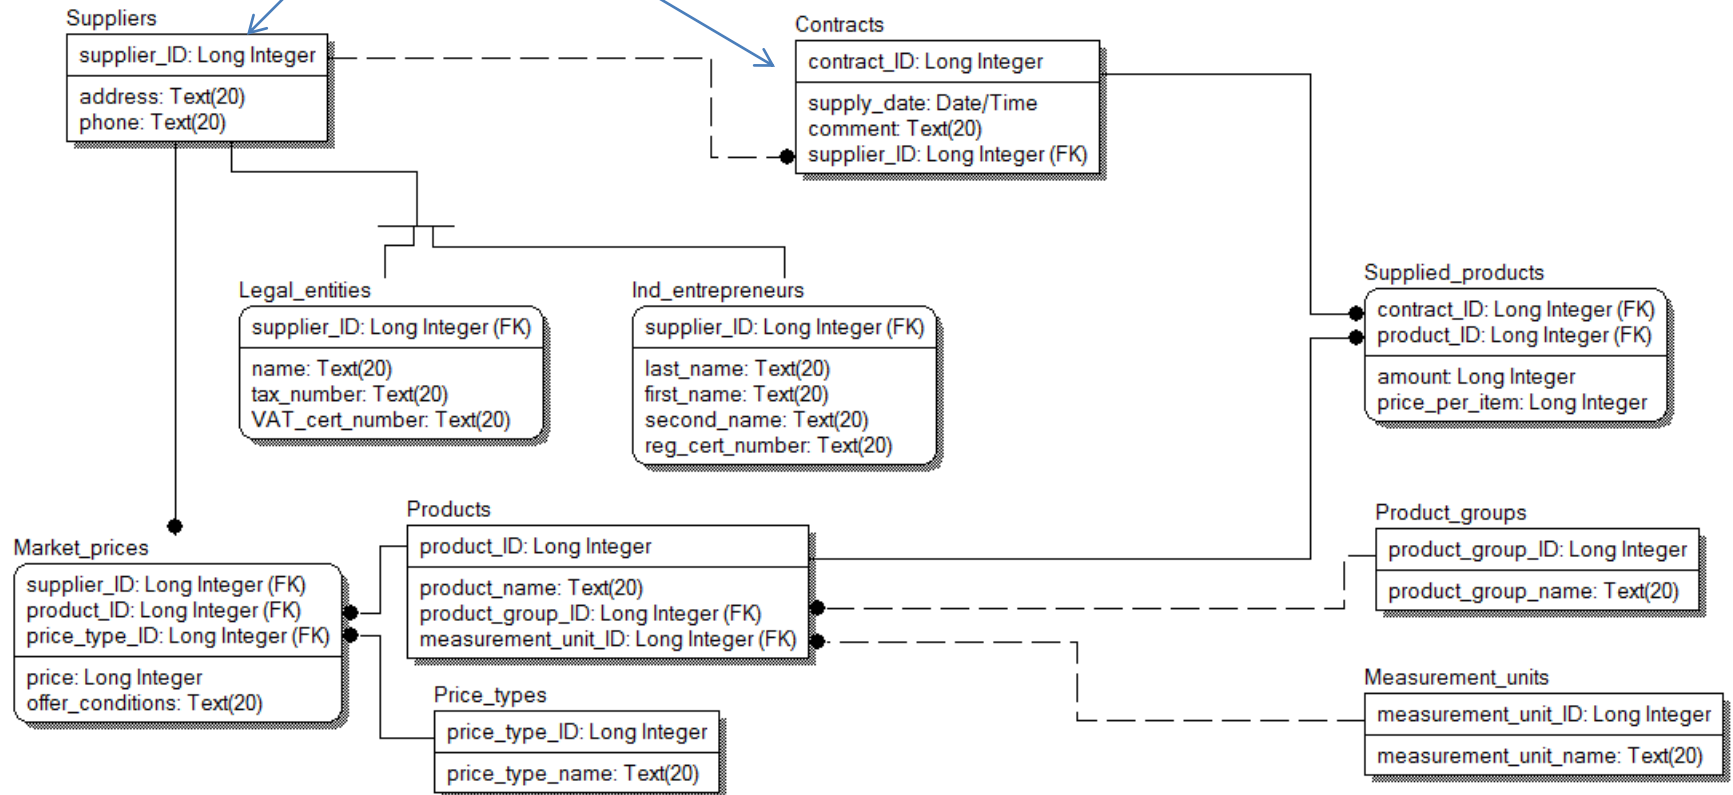 Suppliers
supplier_ID: Long Integer
address: Text(20)
phone: Text(20)
Contracts
contract_ID: Long Integer
supply_date: Date/Time
comment: Text(20)
supplier_ID: Long Integer (FK)
Legal_entities
supplier_ID: Long Integer (FK)
name: Text(20)
tax_number: Text(20)
VAT_cert_number: Text(20)
Ind_entrepreneurs
supplier_ID: Long Integer (FK)
last_name: Text(20)
first_name: Text(20)
second_name: Text(20)
reg_cert_number: Text(20)
Supplied_products
contract_ID: Long Integer (FK)
product_ID: Long Integer (FK)
amount: Long Integer
price_per_item: Long Integer
Market_prices
supplier_ID: Long Integer (FK)
product_ID: Long Integer (FK)
price_type_ID: Long Integer (FK)
price: Long Integer
offer_conditions: Text(20)
Products
product_ID: Long Integer
product_name: Text(20)
product_group_ID: Long Integer (FK)
measurement_unit_ID: Long Integer (FK)
Product_groups
product_group_ID: Long Integer
product_group_name: Text(20)
Price_types
price_type_ID: Long Integer
price_type_name: Text(20)
Measurement_units
measurement_unit_ID: Long Integer
measurement_unit_name: Text(20)